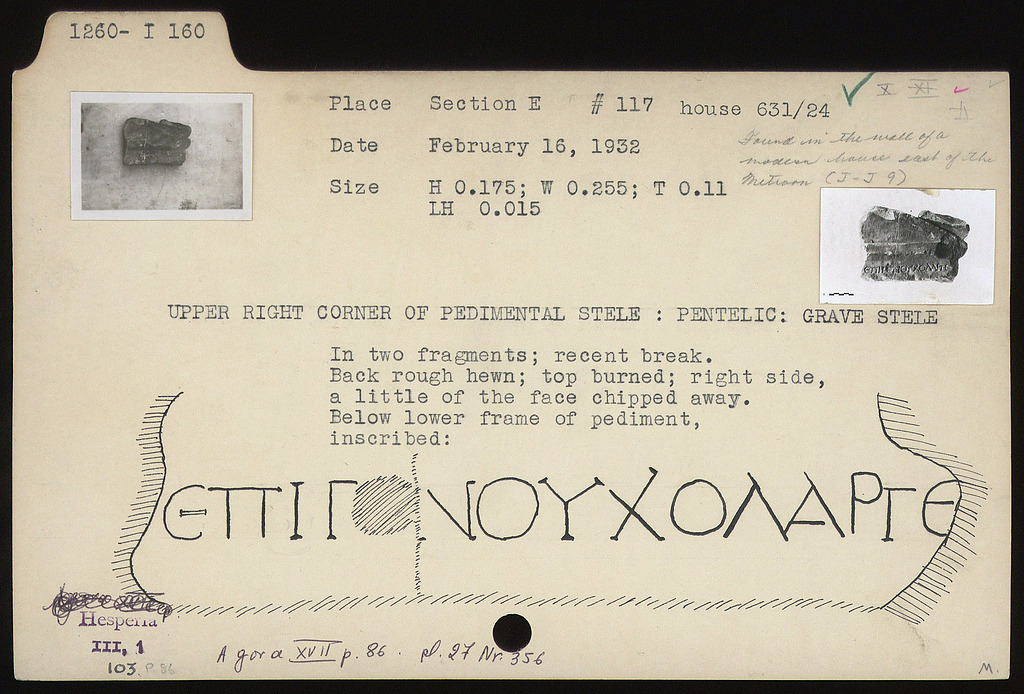 1260- I 160
Place Section E # 117 house 631/24
X XI
Found in the wall of a
modern house east of the
Metroon (J-J 9)
Date February 16, 1932
Size H 0.175; W 0.255; T 0.11
LH 0.015
UPPER RIGHT CORNER OF PEDIMENTAL STELE : PENTELIC: GRAVE STELE
In two fragments; recent break.
Back rough hewn; top burned; right side,
a little of the face chipped away.
Below lower frame of pediment,
inscribed:
ΕΠΙΓΟΝΟΥΧΟΛΑΡΓΕ
Hesperia
III, 1
103 P. 86
Agora XVII p. 86. pl. 27 Nr. 356
M.